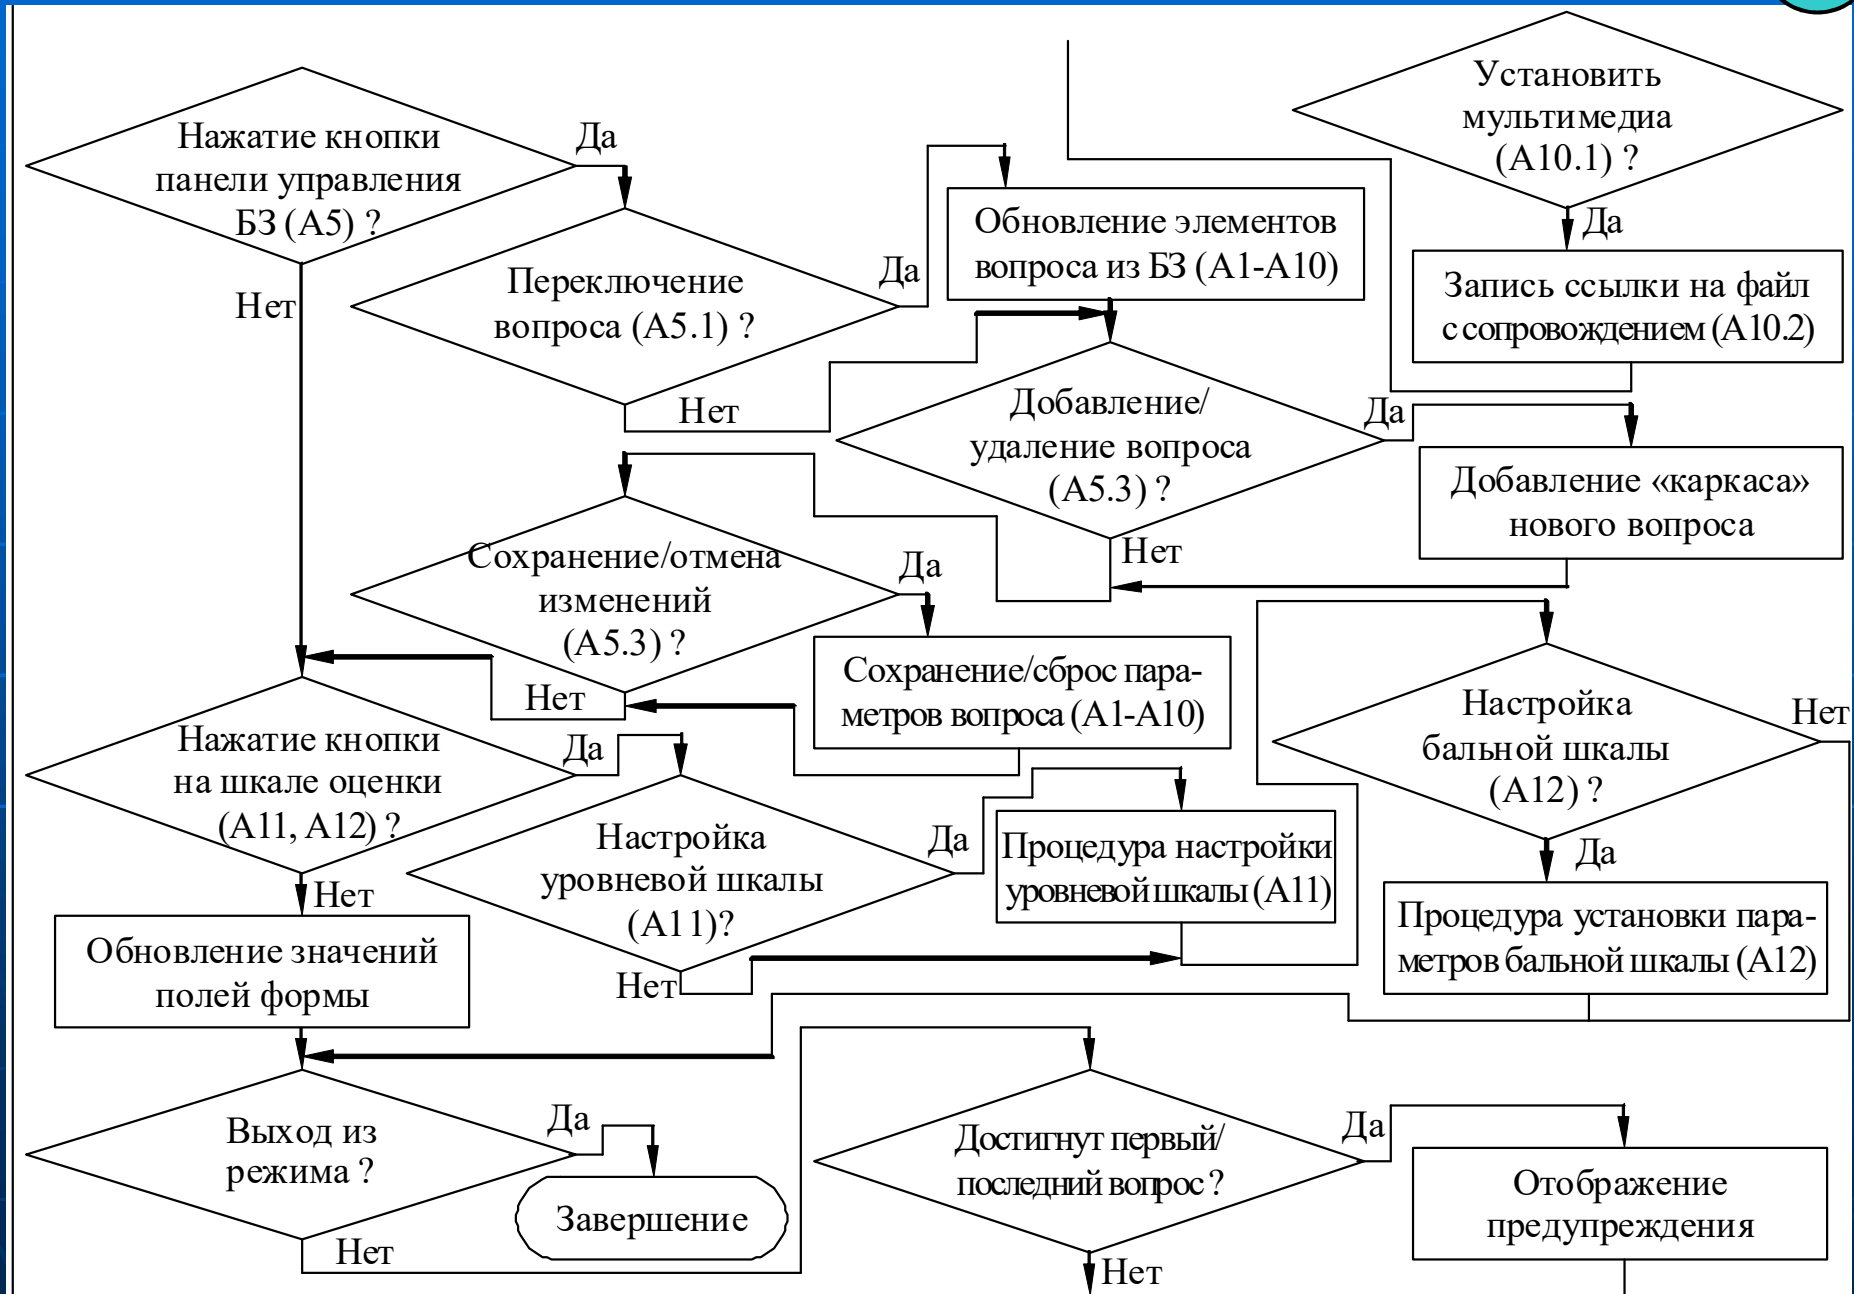 Нажатие кнопки
панели управления
БЗ (А5) ?
Да
Нет
Переключение
вопроса (А5.1) ?
Да
Нет
Обновление элементов
вопроса из БЗ (А1-А10)
Установить
мультимедиа
(А10.1) ?
Да
Запись ссылки на файл
с сопровождением (А10.2)
Добавление/
удаление вопроса
(А5.3) ?
Да
Нет
Добавление «каркаса»
нового вопроса
Сохранение/отмена
изменений
(А5.3) ?
Да
Нет
Сохранение/сброс пара-
метров вопроса (А1-А10)
Настройка
бальной шкалы
(А12) ?
Нет
Да
Нажатие кнопки
на шкале оценки
(А11, А12) ?
Да
Нет
Настройка
уровневой шкалы
(А11)?
Да
Нет
Процедура настройки
уровневой шкалы (А11)
Процедура установки пара-
метров бальной шкалы (А12)
Обновление значений
полей формы
Выход из
режима ?
Да
Нет
Завершение
Достигнут первый/
последний вопрос ?
Да
Нет
Отображение
предупреждения